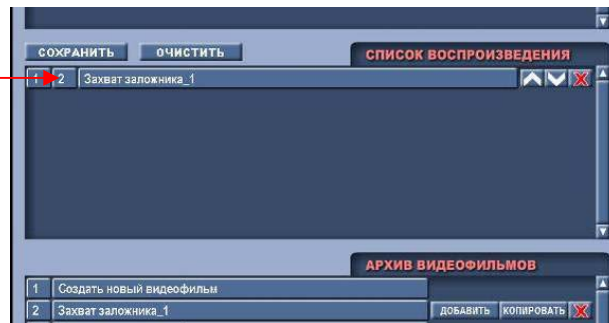 СОХРАНИТЬ ОЧИСТИТЬ СПИСОК ВОСПРОИЗВЕДЕНИЯ
1 2 Захват заложника_1
АРХИВ ВИДЕОФИЛЬМОВ
1 Создать новый видеофильм
2 Захват заложника_1 ДОБАВИТЬ КОПИРОВАТЬ